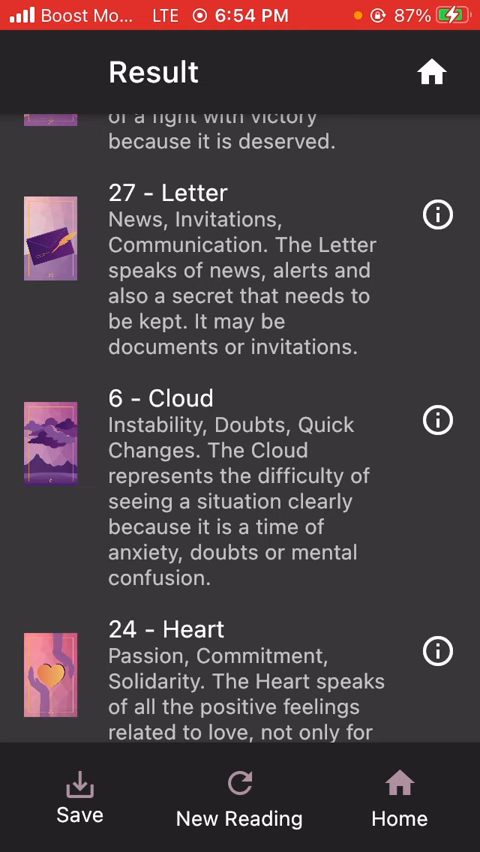 Boost Mo... LTE 6:54 PM 87%
Result
of a fight with victory
because it is deserved.
27 - Letter
News, Invitations,
Communication. The Letter
speaks of news, alerts and
also a secret that needs to
be kept. It may be
documents or invitations.
6 - Cloud
Instability, Doubts, Quick
Changes. The Cloud
represents the difficulty of
seeing a situation clearly
because it is a time of
anxiety, doubts or mental
confusion.
24 - Heart
Passion, Commitment,
Solidarity. The Heart speaks
of all the positive feelings
related to love, not only for
Save
New Reading
Home